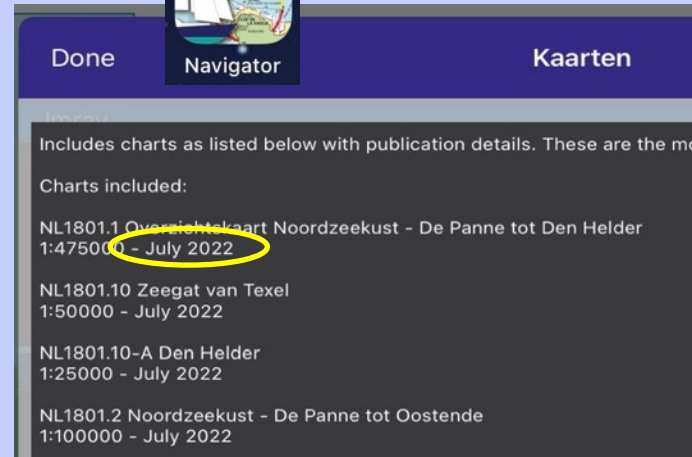 Navigator
Done
Kaarten
Imray
Includes charts as listed below with publication details. These are the mo
Charts included:
NL1801.1 Overzichtskaart Noordzeekust - De Panne tot Den Helder
1:475000 - July 2022
NL1801.10 Zeegat van Texel
1:50000 - July 2022
NL1801.10-A Den Helder
1:25000 - July 2022
NL1801.2 Noordzeekust - De Panne tot Oostende
1:100000 - July 2022